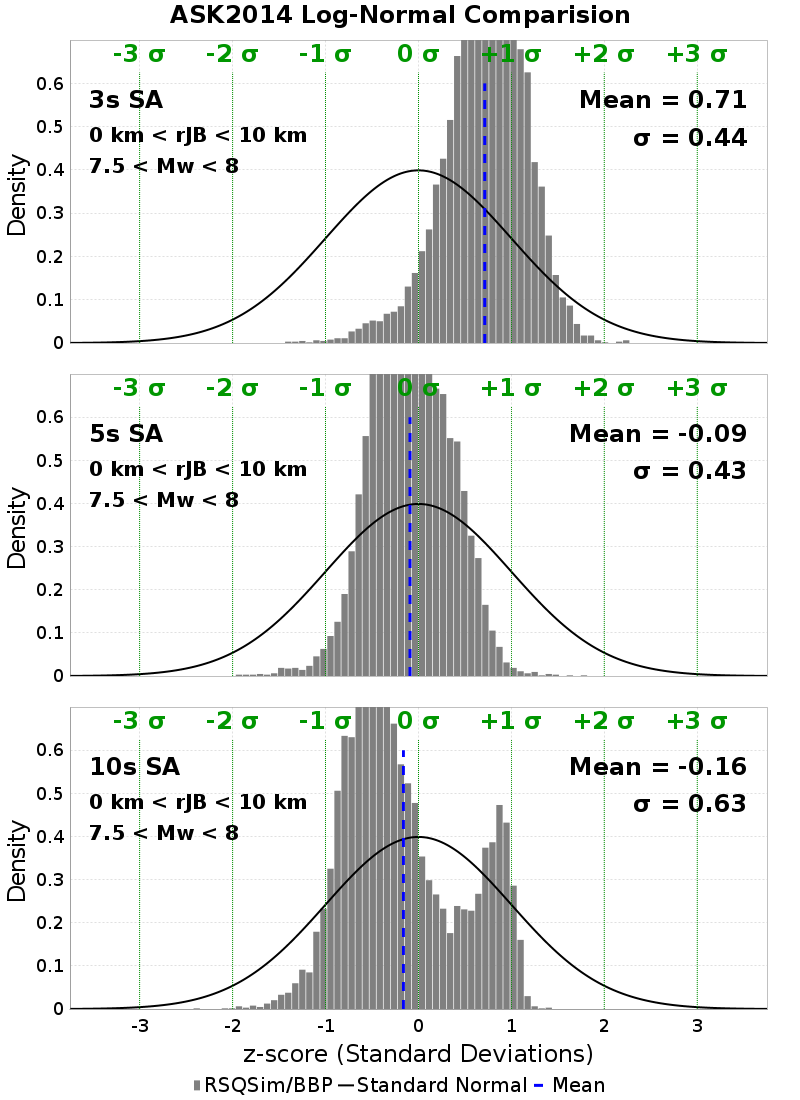 ASK2014 Log-Normal Comparision
-3 σ -2 σ -1 σ 0 σ +1 σ +2 σ +3 σ
0.6
3s SA Mean = 0.71
0.5
0 km < rJB < 10 km σ = 0.44
7.5 < Mw < 8
0.4
0.3
0.2
0.1
0
Density
-3 σ -2 σ -1 σ 0 σ +1 σ +2 σ +3 σ
0.6
5s SA Mean = -0.09
0.5
0 km < rJB < 10 km σ = 0.43
7.5 < Mw < 8
0.4
0.3
0.2
0.1
0
Density
-3 σ -2 σ -1 σ 0 σ +1 σ +2 σ +3 σ
0.6
10s SA Mean = -0.16
0.5
0 km < rJB < 10 km σ = 0.63
7.5 < Mw < 8
0.4
0.3
0.2
0.1
0
Density
-3 -2 -1 0 1 2 3
z-score (Standard Deviations)
RSQSim/BBP Standard Normal Mean